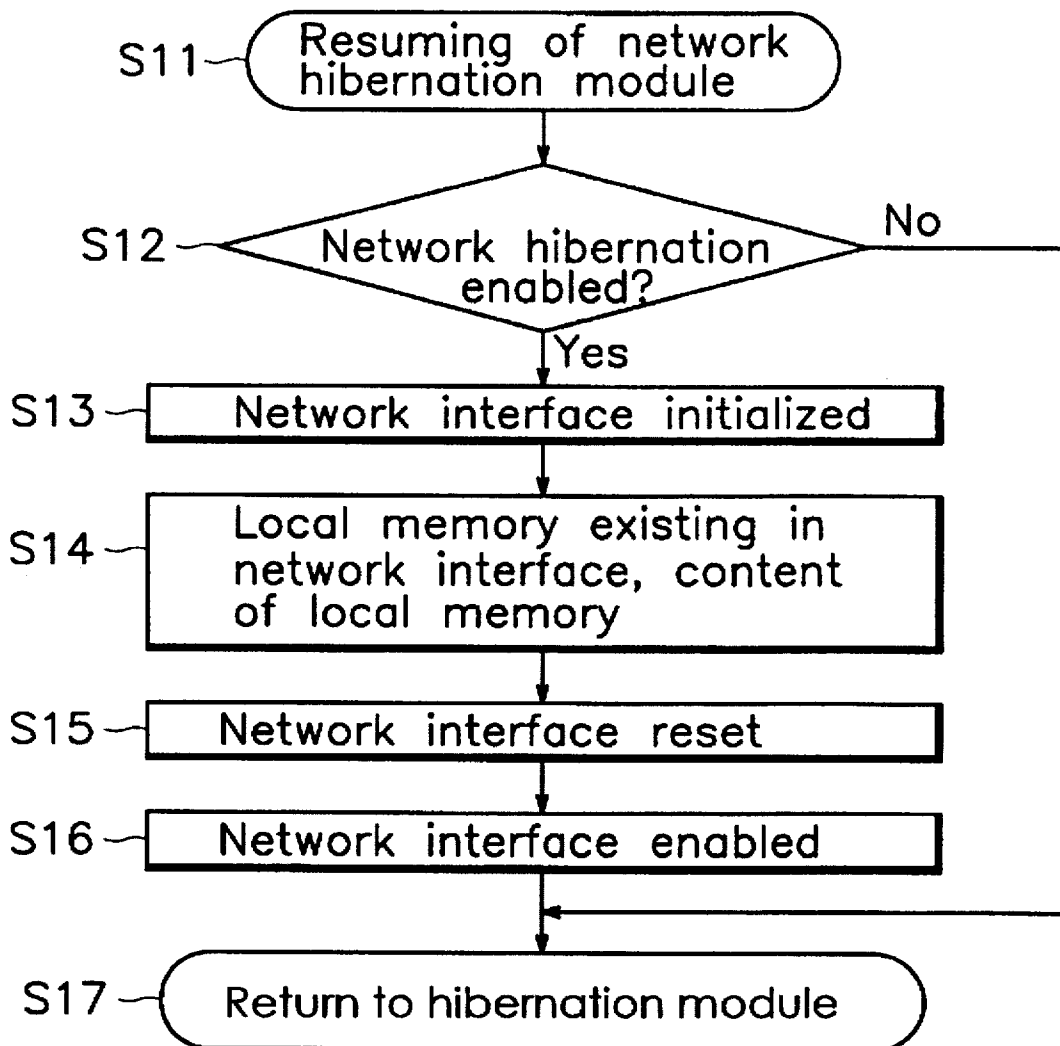 S11
Resuming of network
hibernation module
S12
Network hibernation
enabled?
No
Yes
S13
Network interface initialized
S14
Local memory existing in
network interface, content
of local memory
S15
Network interface reset
S16
Network interface enabled
S17
Return to hibernation module